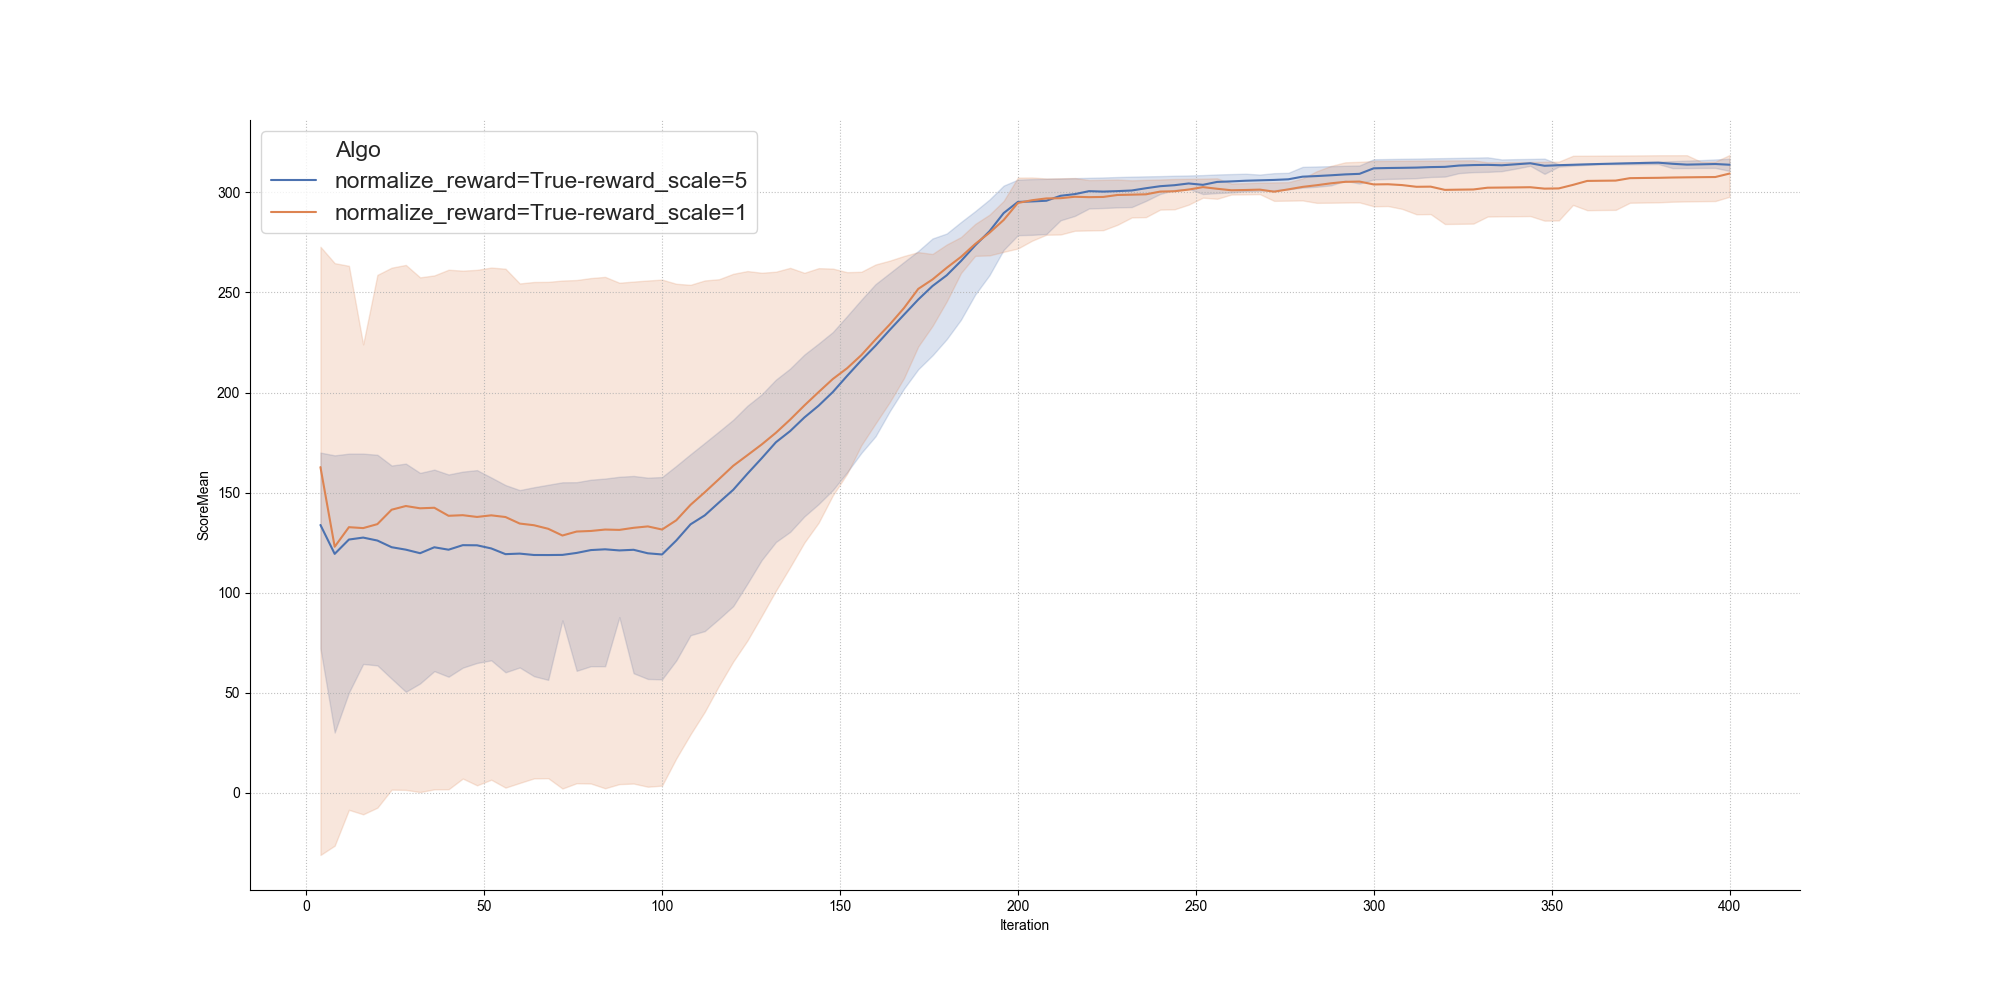 Algo
normalize_reward=True-reward_scale=5
normalize_reward=True-reward_scale=1
300
250
200
150
100
50
0
ScoreMean
0 50 100 150 200 250 300 350 400
Iteration